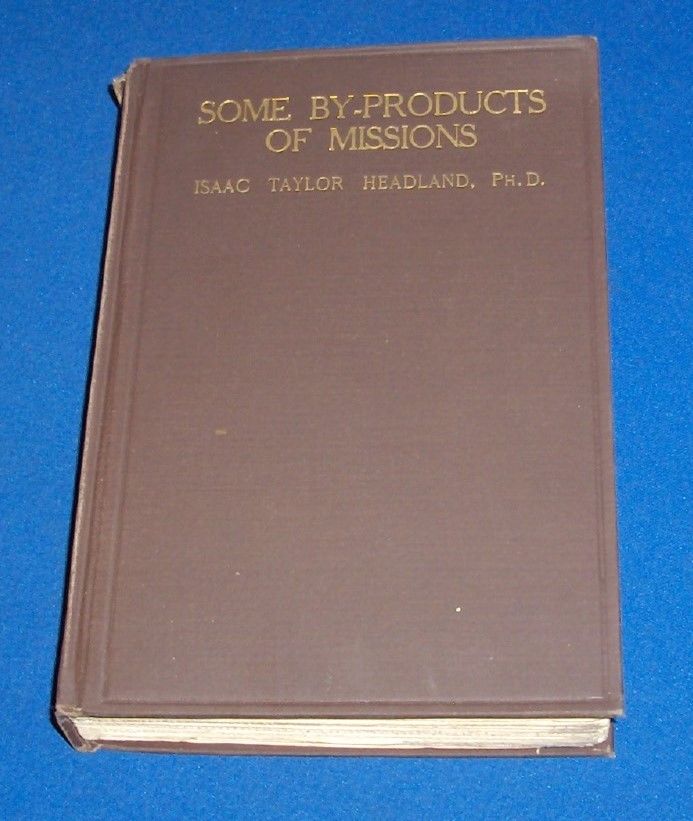 SOME BY-PRODUCTS
OF MISSIONS
ISAAC TAYLOR HEADLAND, PH.D.